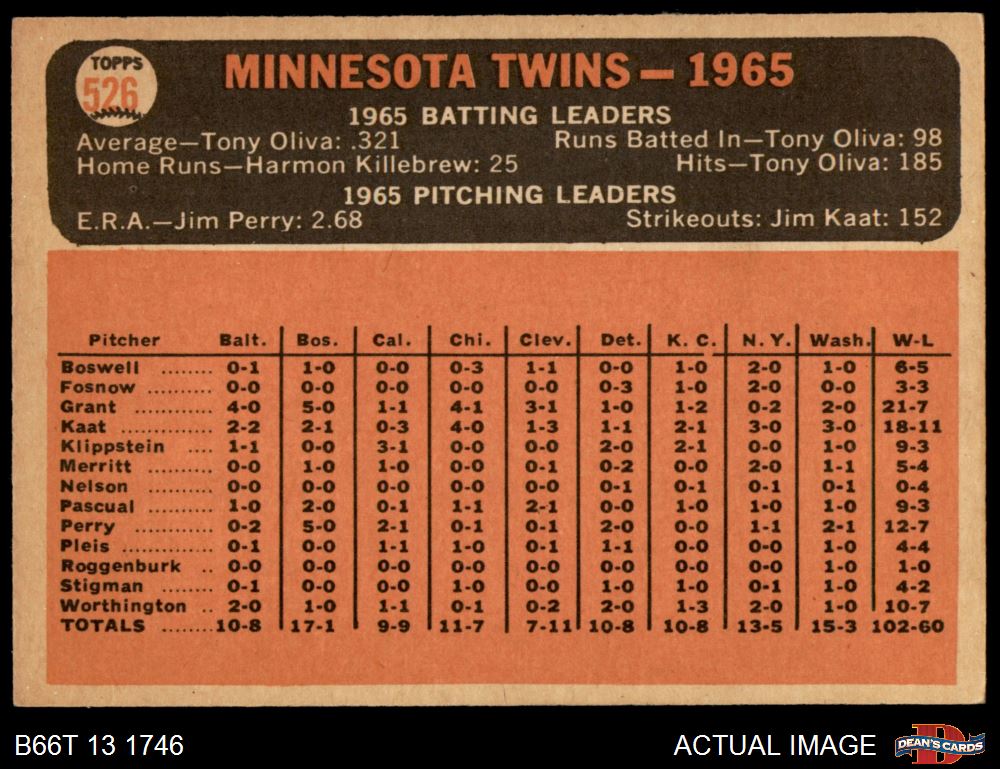 TOPPS
526
MINNESOTA TWINS — 1965
1965 BATTING LEADERS
Average—Tony Oliva: .321 Runs Batted In—Tony Oliva: 98
Home Runs—Harmon Killebrew: 25 Hits—Tony Oliva: 185
1965 PITCHING LEADERS
E.R.A.—Jim Perry: 2.68 Strikeouts: Jim Kaat: 152
Pitcher Balt. Bos. Cal. Chi. Clev. Det. K. C. N. Y. Wash. W-L
Boswell ........ 0-1 1-0 0-0 0-3 1-1 0-0 1-0 2-0 1-0 6-5
Fosnow ........... 0-0 0-0 0-0 0-0 0-0 0-3 1-0 2-0 0-0 3-3
Grant ............ 4-0 5-0 1-1 4-1 3-1 1-0 1-2 0-2 2-0 21-7
Kaat .............. 2-2 2-1 0-3 4-0 1-3 1-1 2-1 3-0 3-0 18-11
Klippstein .... 1-1 0-0 3-1 0-0 0-0 2-0 2-1 0-0 1-0 9-3
Merritt .......... 0-0 1-0 1-0 0-0 0-1 0-2 0-0 2-0 1-1 5-4
Nelson .......... 0-0 0-0 0-0 0-0 0-0 0-1 0-1 0-1 0-1 0-4
Pascual ......... 1-0 2-0 0-1 1-1 2-1 0-0 1-0 1-0 1-0 9-3
Perry ............ 0-2 5-0 2-1 0-1 0-1 2-0 0-0 1-1 2-1 12-7
Pleis ............. 0-1 0-0 1-1 1-0 0-1 1-1 0-0 0-0 1-0 4-4
Roggenburk .. 0-0 0-0 0-0 0-0 0-0 0-0 0-0 0-0 1-0 1-0
Stigman ........ 0-1 0-0 0-0 1-0 0-0 1-0 1-0 0-1 1-0 4-2
Worthington .. 2-0 1-0 1-1 0-1 0-2 2-0 1-3 2-0 1-0 10-7
TOTALS ........ 10-8 17-1 9-9 11-7 7-11 10-8 10-8 13-5 15-3 102-60
B66T 13 1746 ACTUAL IMAGE D DEAN'S CARDS